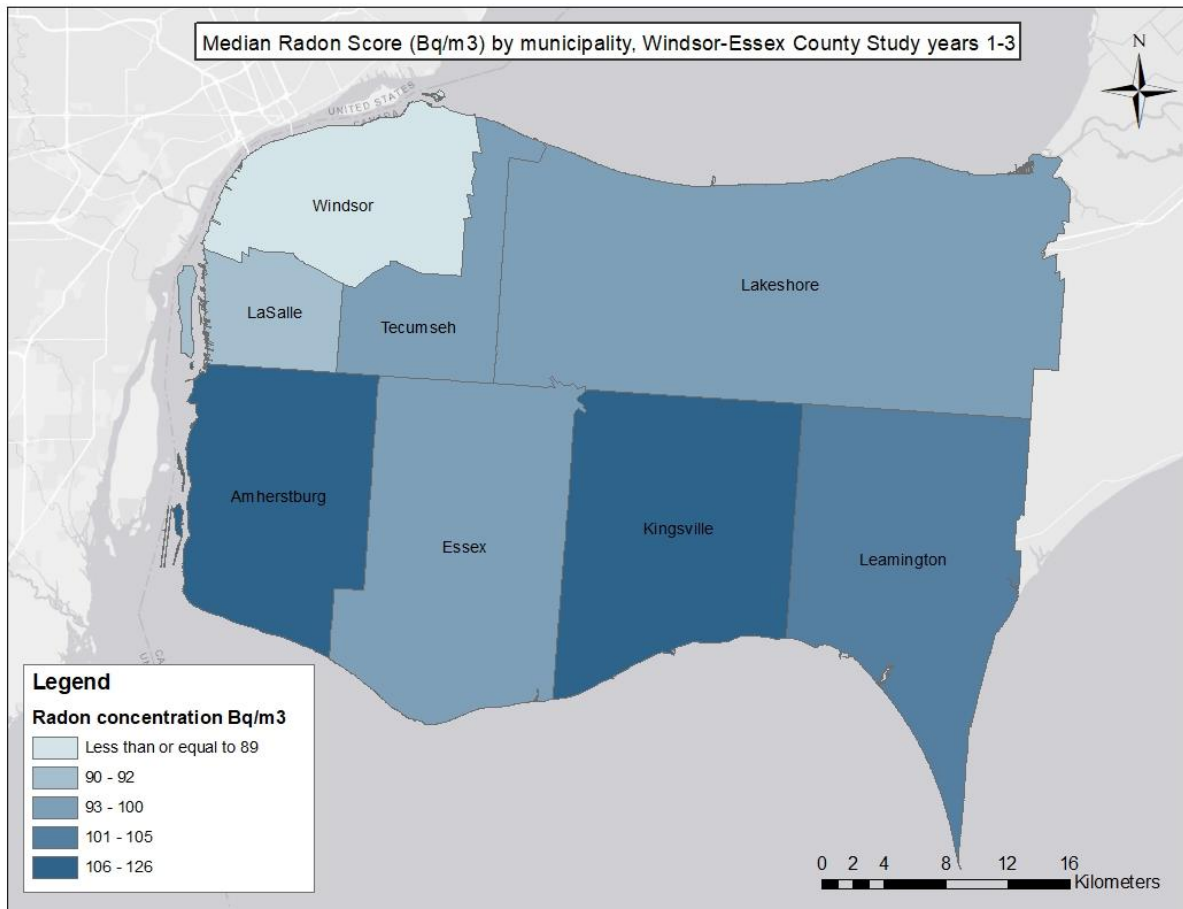 Median Radon Score (Bq/m3) by municipality, Windsor-Essex County Study years 1-3
N
UNITED STATES
CANADA
Windsor
LaSalle
Tecumseh
Lakeshore
Amherstburg
Essex
Kingsville
Leamington
Legend
Radon concentration Bq/m3
Less than or equal to 89
90 - 92
93 - 100
101 - 105
106 - 126
0 2 4 8 12 16
Kilometers